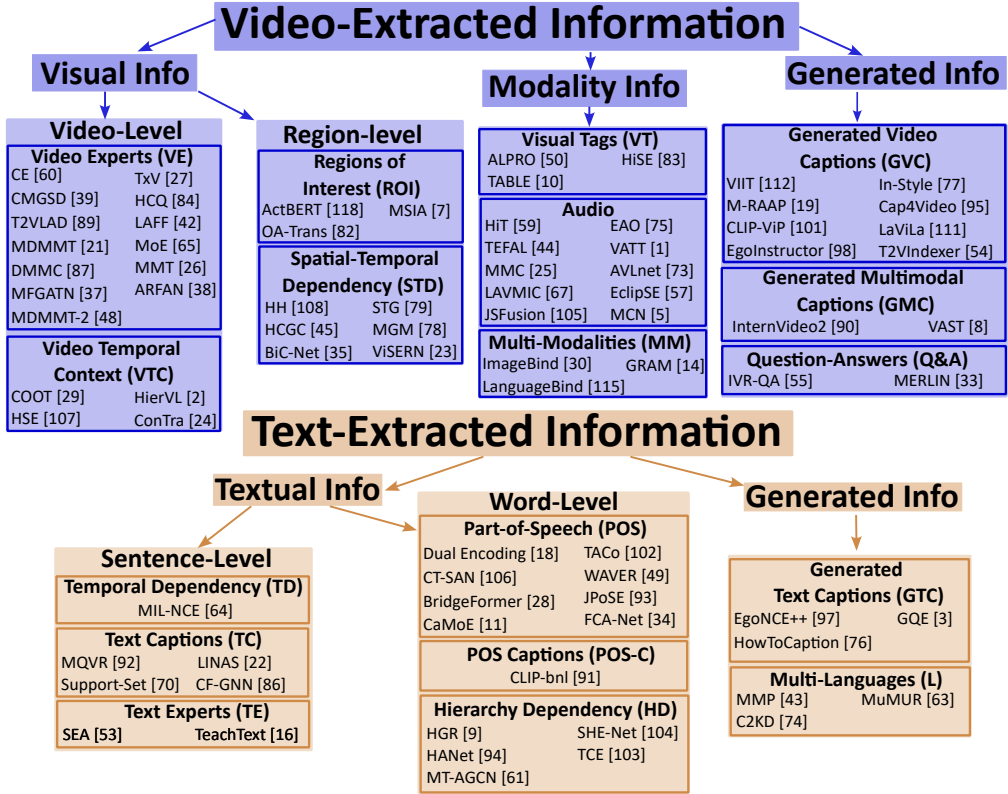 Video-Extracted Information
Visual Info
Modality Info
Generated Info
Video-Level
Video Experts (VE)
CE [60] TxV [27]
CMGSD [39] HCQ [84]
T2VLAD [89] LAFF [42]
MDMMT [21] MoE [65]
DMMC [87] MMT [26]
MFGATN [37] ARFAN [38]
MDMMT-2 [48]
Video Temporal
Context (VTC)
COOT [29] HierVL [2]
HSE [107] ConTra [24]
Region-level
Regions of
Interest (ROI)
ActBERT [118] MSIA [7]
OA-Trans [82]
Spatial-Temporal
Dependency (STD)
HH [108] STG [79]
HCGC [45] MGM [78]
BiC-Net [35] ViSERN [23]
Visual Tags (VT)
ALPRO [50] HiSE [83]
TABLE [10]
Audio
HiT [59] EAO [75]
TEFAL [44] VATT [1]
MMC [25] AVLnet [73]
LAVMIC [67] EclipSE [57]
JSFusion [105] MCN [5]
Multi-Modalities (MM)
ImageBind [30] GRAM [14]
LanguageBind [115]
Generated Video
Captions (GVC)
VIIT [112] In-Style [77]
M-RAAP [19] Cap4Video [95]
CLIP-ViP [101] LaViLa [111]
EgoInstructor [98] T2VIndexer [54]
Generated Multimodal
Captions (GMC)
InternVideo2 [90] VAST [8]
Question-Answers (Q&A)
IVR-QA [55] MERLIN [33]
Text-Extracted Information
Textual Info
Generated Info
Sentence-Level
Temporal Dependency (TD)
MIL-NCE [64]
Text Captions (TC)
MQVR [92] LINAS [22]
Support-Set [70] CF-GNN [86]
Text Experts (TE)
SEA [53] TeachText [16]
Word-Level
Part-of-Speech (POS)
Dual Encoding [18] TACo [102]
CT-SAN [106] WAVER [49]
BridgeFormer [28] JPoSE [93]
CaMoE [11] FCA-Net [34]
POS Captions (POS-C)
CLIP-bnl [91]
Hierarchy Dependency (HD)
HGR [9] SHE-Net [104]
HANet [94] TCE [103]
MT-AGCN [61]
Generated
Text Captions (GTC)
EgoNCE++ [97] GQE [3]
HowToCaption [76]
Multi-Languages (L)
MMP [43] MuMUR [63]
C2KD [74]